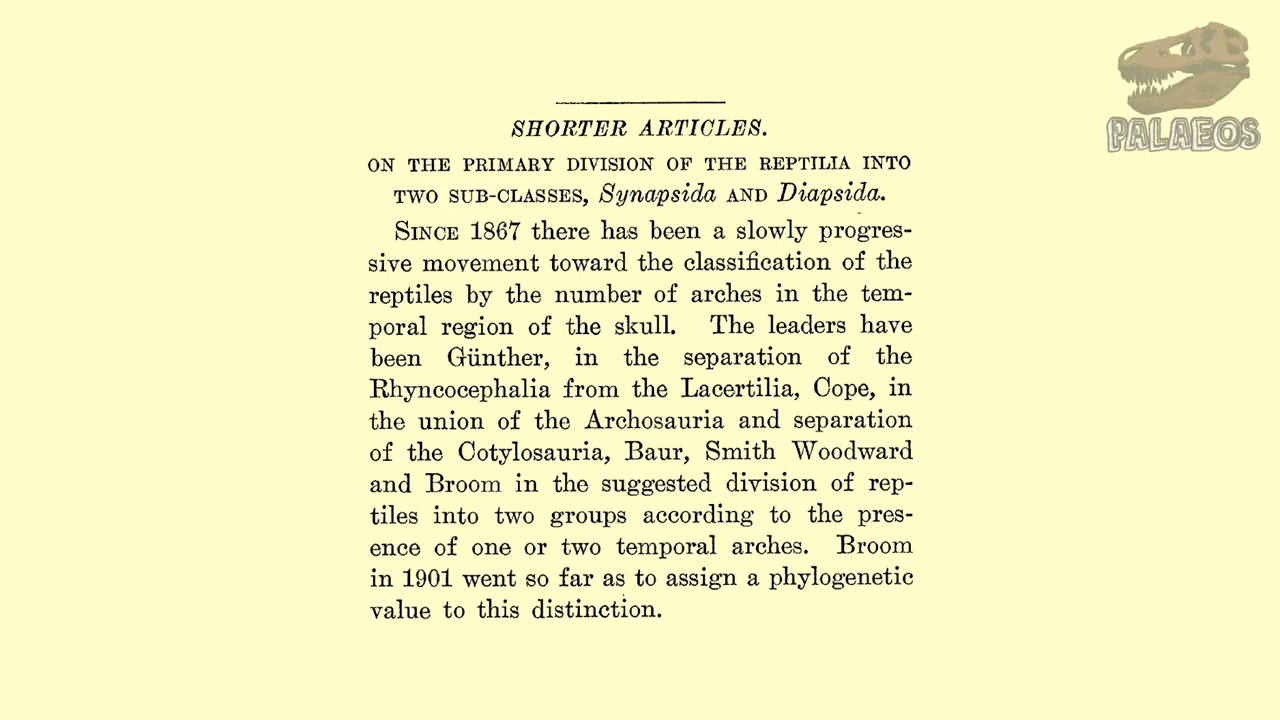 SHORTER ARTICLES.
ON THE PRIMARY DIVISION OF THE REPTILIA INTO
TWO SUB-CLASSES, Synapsida AND Diapsida.
SINCE 1867 there has been a slowly progres-
sive movement toward the classification of the
reptiles by the number of arches in the tem-
poral region of the skull. The leaders have
been Günther, in the separation of the
Rhyncocephalia from the Lacertilia, Cope, in
the union of the Archosauria and separation
of the Cotylosauria, Baur, Smith Woodward
and Broom in the suggested division of rep-
tiles into two groups according to the pres-
ence of one or two temporal arches. Broom
in 1901 went so far as to assign a phylogenetic
value to this distinction.
PALAEOS